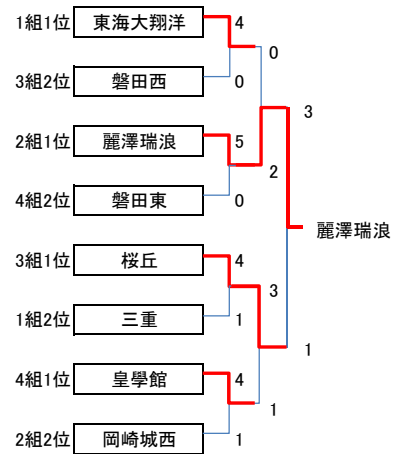 1組1位 東海大翔洋 4
0
3組2位 磐田西 0
3
2組1位 麗澤瑞浪 5
2
4組2位 磐田東 0
麗澤瑞浪
3組1位 桜丘 4
3
1組2位 三重 1
1
4組1位 皇學館 4
1
2組2位 岡崎城西 1